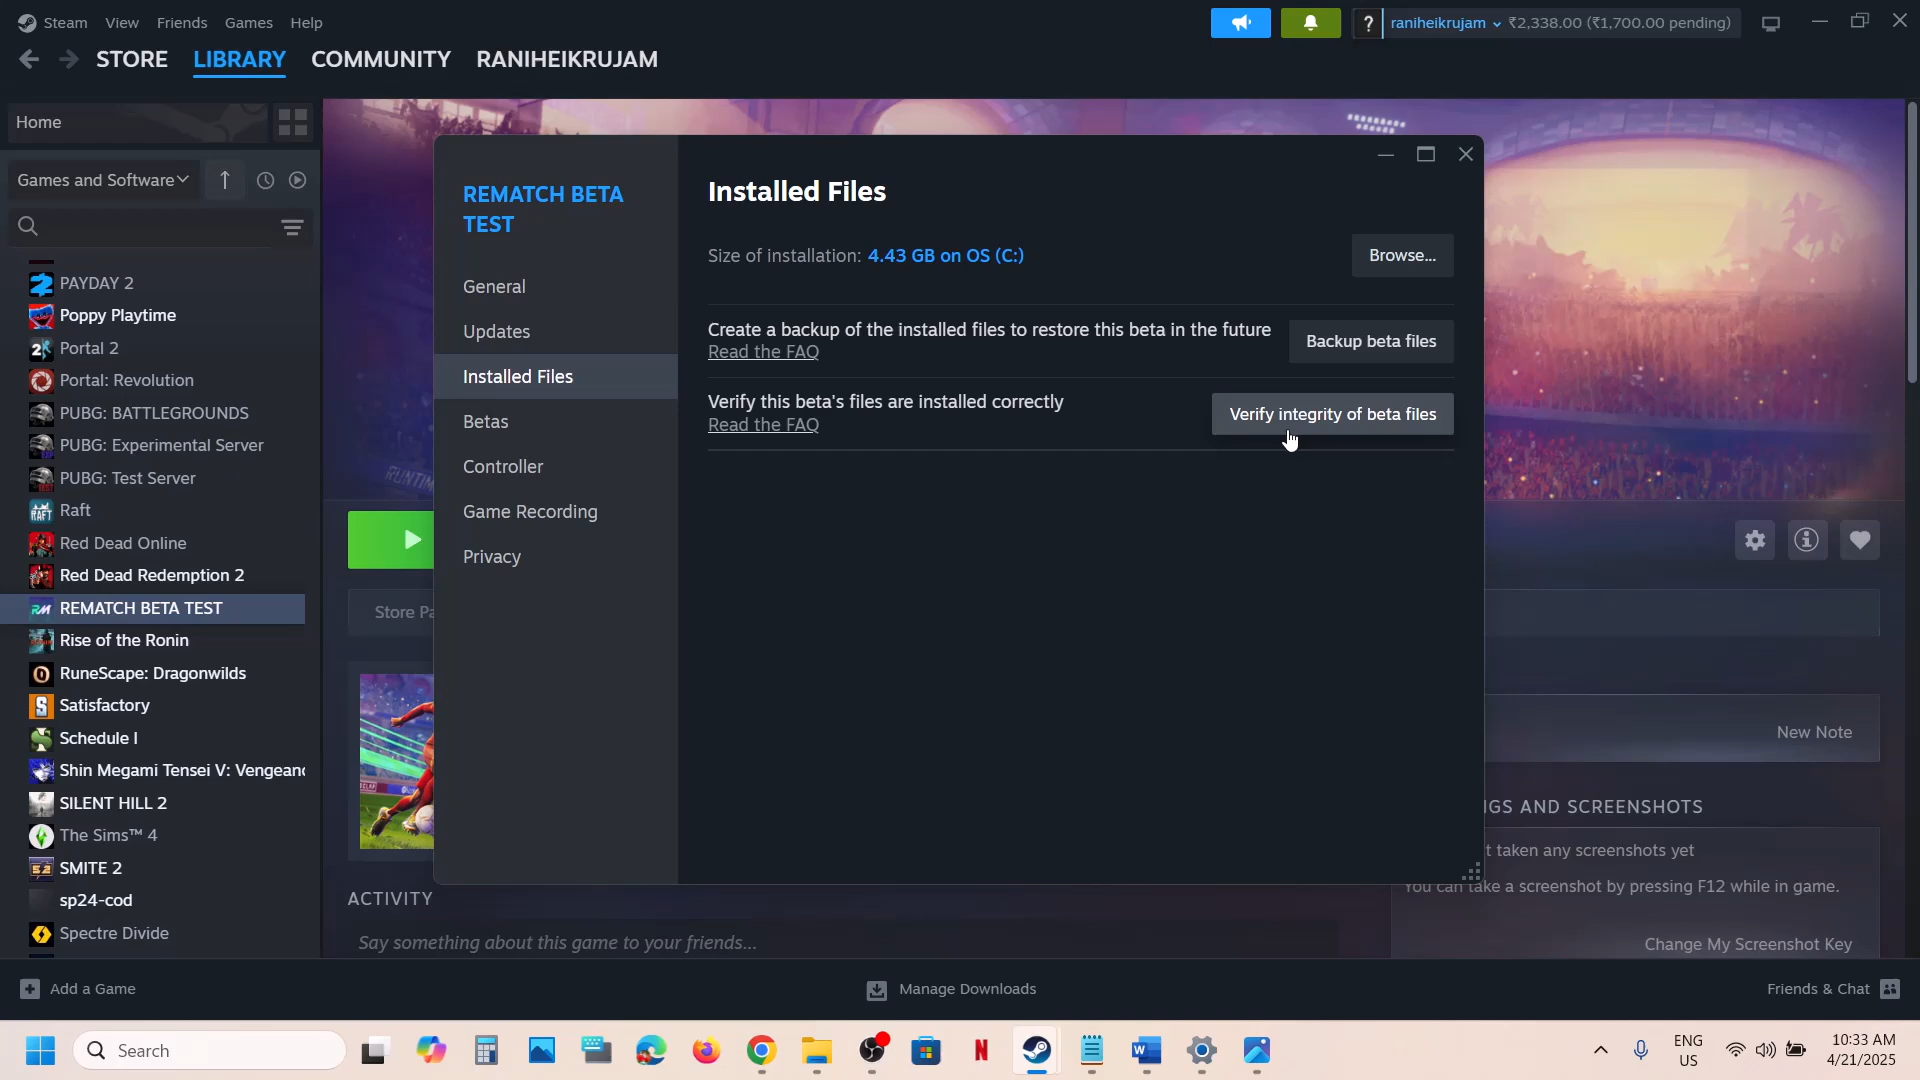 Steam View Friends Games Help
? raniheikrujam ₹2,338.00 (₹1,700.00 pending)
STORE LIBRARY COMMUNITY RANIHEIKRUJAM
Home
Games and Software
PAYDAY 2
Poppy Playtime
Portal 2
Portal: Revolution
PUBG: BATTLEGROUNDS
PUBG: Experimental Server
PUBG: Test Server
Raft
Red Dead Online
Red Dead Redemption 2
REMATCH BETA TEST
Rise of the Ronin
RuneScape: Dragonwilds
Satisfactory
Schedule I
Shin Megami Tensei V: Vengeanc
SILENT HILL 2
The Sims™ 4
SMITE 2
sp24-cod
Spectre Divide
REMATCH BETA
TEST
General
Updates
Installed Files
Betas
Controller
Game Recording
Privacy
Installed Files
Size of installation: 4.43 GB on OS (C:)
Browse...
Create a backup of the installed files to restore this beta in the future
Read the FAQ
Backup beta files
Verify this beta's files are installed correctly
Read the FAQ
Verify integrity of beta files
Store Pa
New Note
GS AND SCREENSHOTS
t taken any screenshots yet
You can take a screenshot by pressing F12 while in game.
Change My Screenshot Key
ACTIVITY
Say something about this game to your friends...
Add a Game
Manage Downloads
Friends & Chat
Search
ENG
US
10:33 AM
4/21/2025